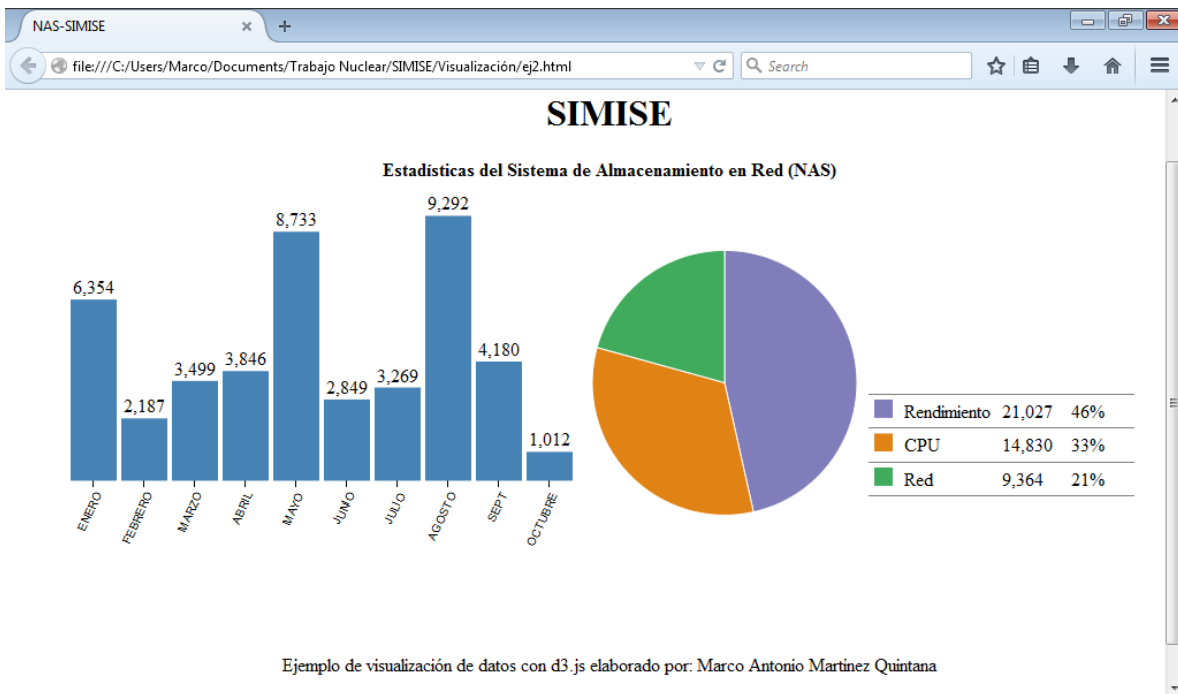 NAS-SIMISE
file:///C:/Users/Marco/Documents/Trabajo Nuclear/SIMISE/Visualización/ej2.html
Search
SIMISE
Estadísticas del Sistema de Almacenamiento en Red (NAS)
6,354
2,187
3,499
3,846
8,733
2,849
3,269
9,292
4,180
1,012
ENERO
FEBRERO
MARZO
ABRIL
MAYO
JUNIO
JULIO
AGOSTO
SEPT
OCTUBRE
Rendimiento 21,027 46%
CPU 14,830 33%
Red 9,364 21%
Ejemplo de visualización de datos con d3.js elaborado por: Marco Antonio Martínez Quintana